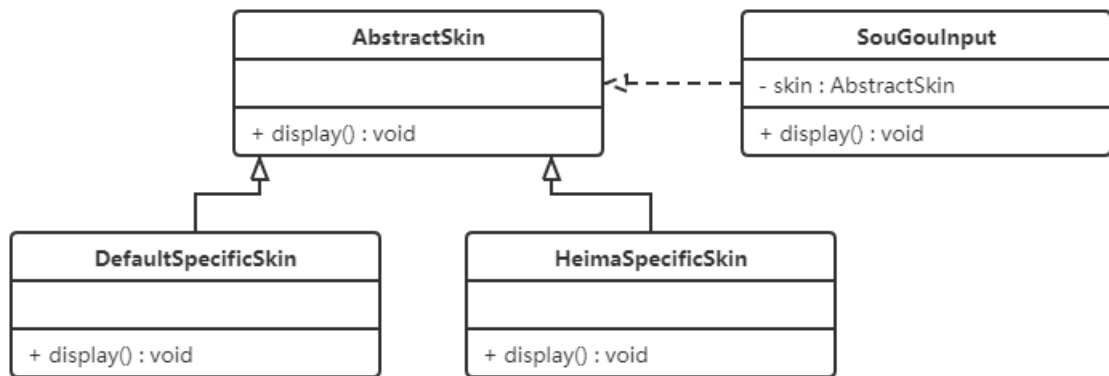 AbstractSkin
+ display() : void
SouGouInput
- skin : AbstractSkin
+ display() : void
DefaultSpecificSkin
+ display() : void
HeimaSpecificSkin
+ display() : void